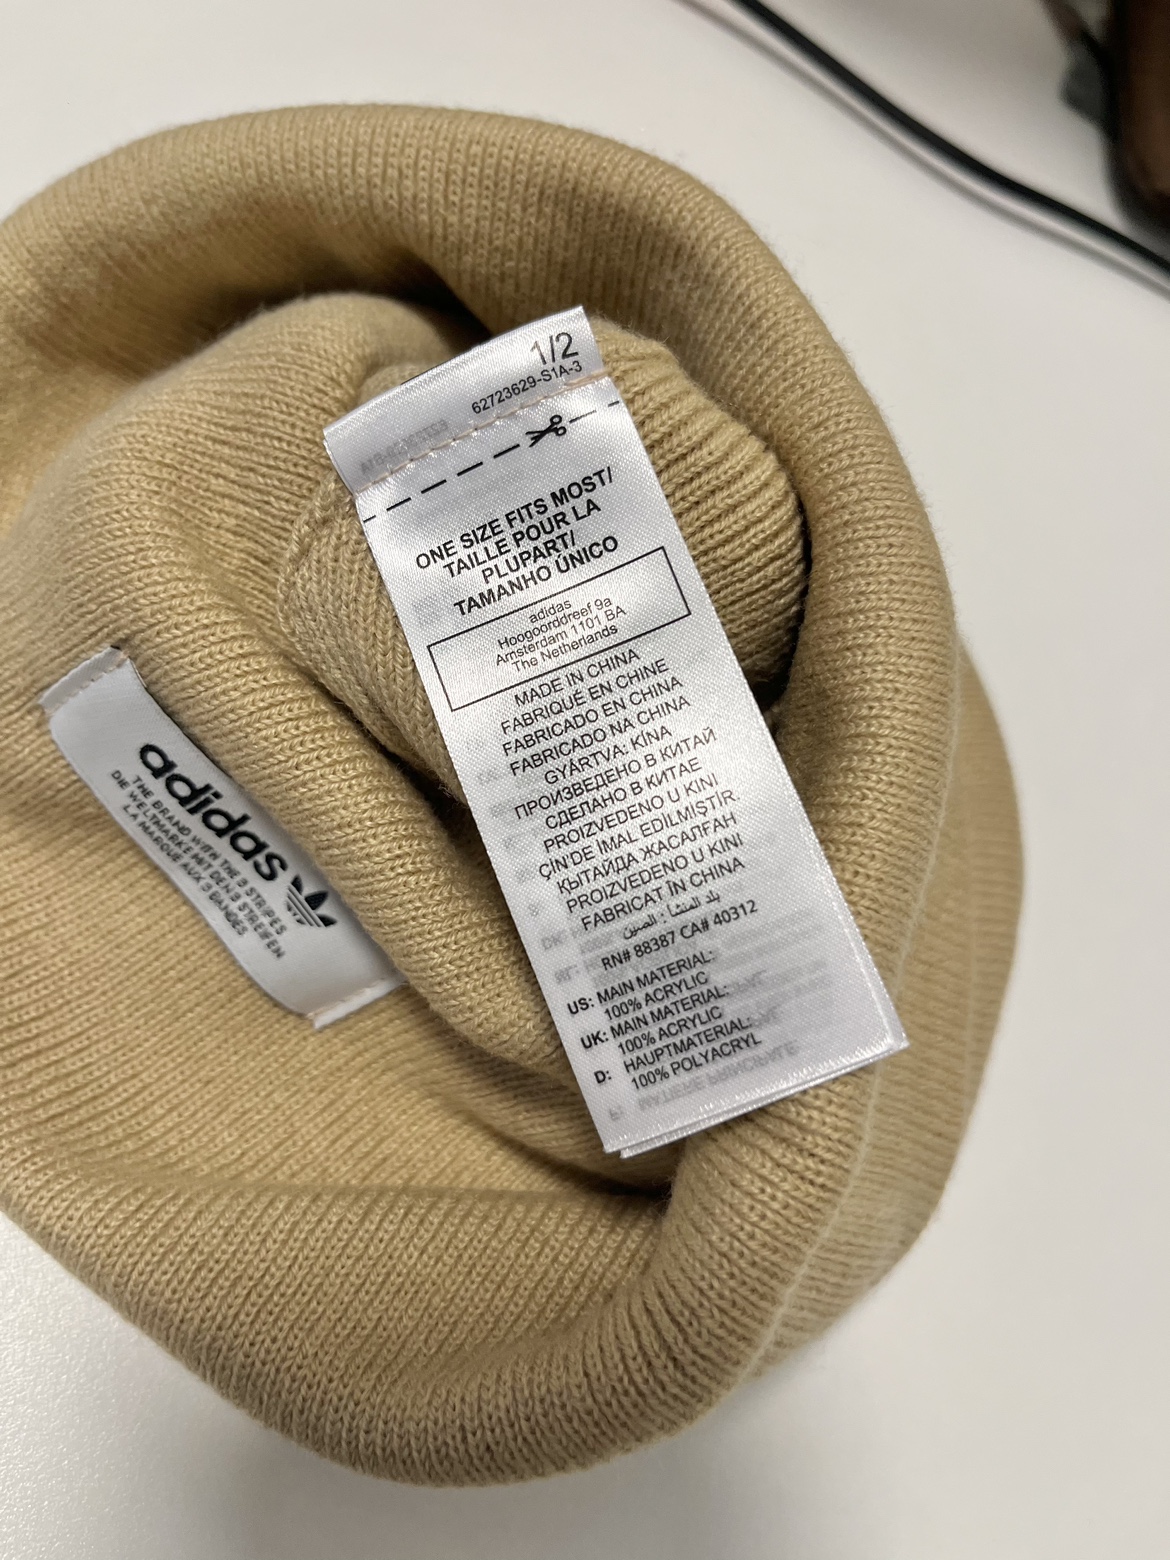 1/2
62723629-S1A-3
ONE SIZE FITS MOST/
TAILLE POUR LA
PLUPART/
TAMANHO ÚNICO
adidas
Hoogoorddreef 9a
Amsterdam 1101 BA
The Netherlands
MADE IN CHINA
FABRIQUÉ EN CHINE
FABRICADO EN CHINA
FABRICADO NA CHINA
GYÁRTVA: KÍNA
ПРОИЗВЕДЕНО В КИТАЙ
СДЕЛАНО В КИТАЕ
PROIZVEDENO U KINI
ÇİN'DE İMAL EDİLMİŞTİR.
ҚЫТАЙДА ЖАСАЛҒАН
PROIZVEDENO U KINI
FABRICAT ÎN CHINA
بلد المنشأ : الصين
RN# 88387 CA# 40312
US: MAIN MATERIAL:
100% ACRYLIC
UK: MAIN MATERIAL:
100% ACRYLIC
D: HAUPTMATERIAL:
100% POLYACRYL
adidas
THE BRAND WITH THE 3 STRIPES
DIE WELTMARKE MIT DEN 3 STREIFEN
LA MARQUE AUX 3 BANDES